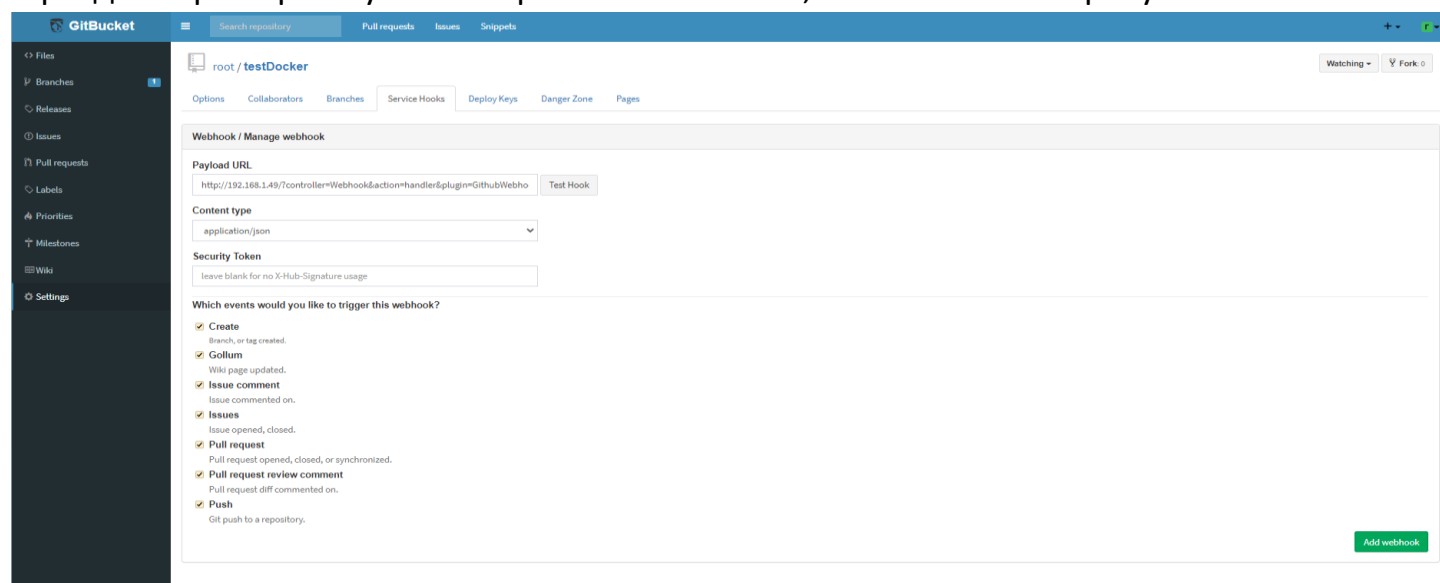 GitBucket
Search repository
Pull requests Issues Snippets
Files
Branches 1
Releases
Issues
Pull requests
Labels
Priorities
Milestones
Wiki
Settings
root / testDocker
Watching Fork: 0
Options Collaborators Branches Service Hooks Deploy Keys Danger Zone Pages
Webhook / Manage webhook
Payload URL
http://192.168.1.49/?controller=Webhook&action=handler&plugin=GithubWebho Test Hook
Content type
application/json
Security Token
leave blank for no X-Hub-Signature usage
Which events would you like to trigger this webhook?
Create
Branch, or tag created.
Gollum
Wiki page updated.
Issue comment
Issue commented on.
Issues
Issue opened, closed.
Pull request
Pull request opened, closed, or synchronized.
Pull request review comment
Pull request diff commented on.
Push
Git push to a repository.
Add webhook